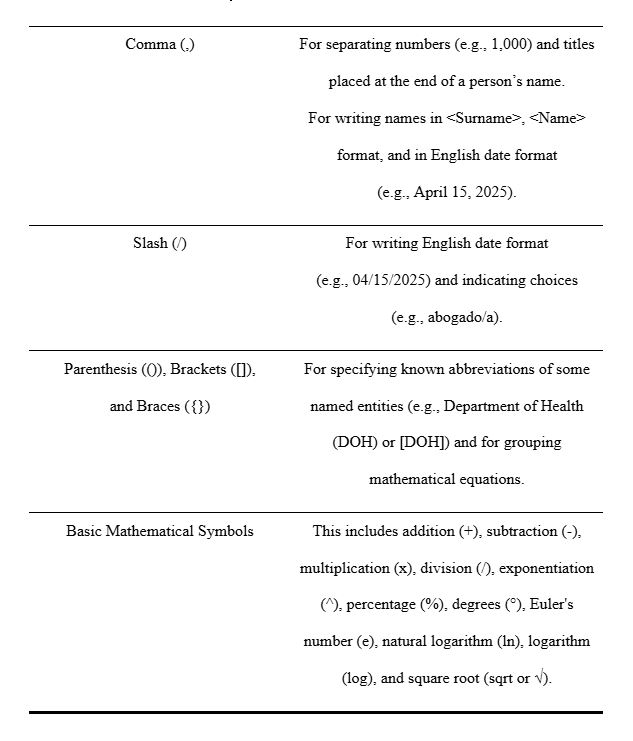 Comma (,)
For separating numbers (e.g., 1,000) and titles
placed at the end of a person’s name.
For writing names in <Surname>, <Name>
format, and in English date format
(e.g., April 15, 2025).
Slash (/)
For writing English date format
(e.g., 04/15/2025) and indicating choices
(e.g., abogado/a).
Parenthesis (()), Brackets ([]),
and Braces ({})
For specifying known abbreviations of some
named entities (e.g., Department of Health
(DOH) or [DOH]) and for grouping
mathematical equations.
Basic Mathematical Symbols
This includes addition (+), subtraction (-),
multiplication (x), division (/), exponentiation
(^), percentage (%), degrees (°), Euler's
number (e), natural logarithm (ln), logarithm
(log), and square root (sqrt or √).